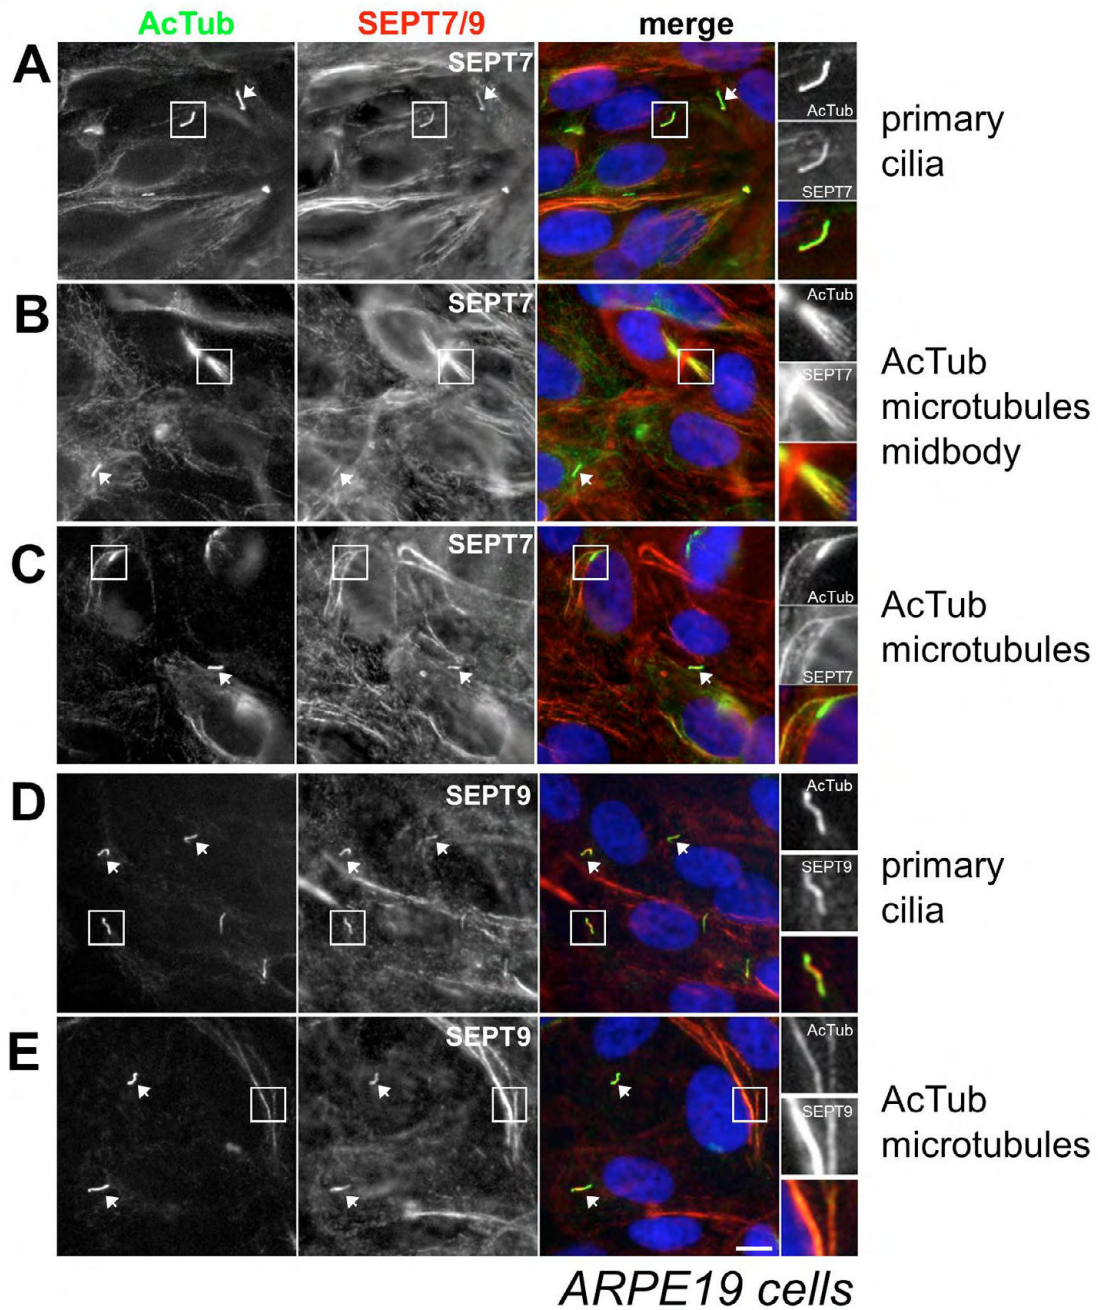 AcTub SEPT7/9 merge
A SEPT7 AcTub SEPT7 primary
cilia
B SEPT7 AcTub SEPT7 AcTub
microtubules
midbody
C SEPT7 AcTub SEPT7 AcTub
microtubules
D SEPT9 AcTub SEPT9 primary
cilia
E SEPT9 AcTub SEPT9 AcTub
microtubules
ARPE19 cells